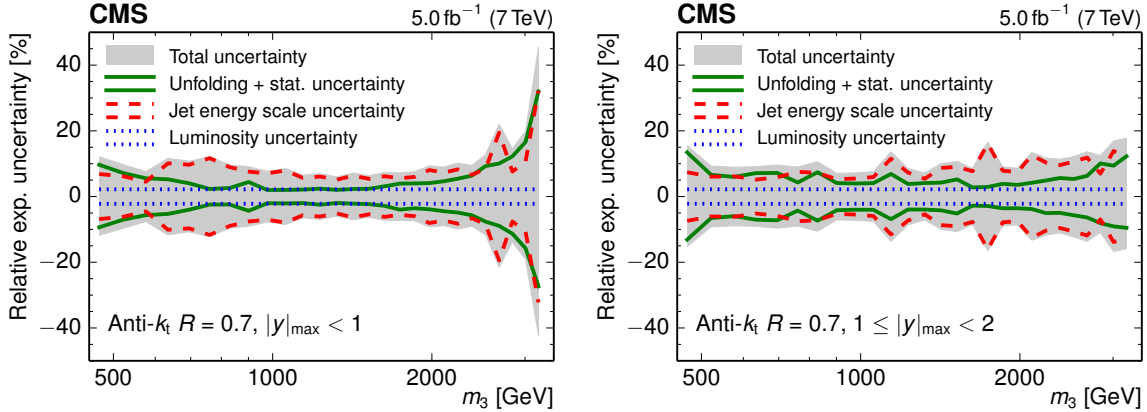 CMS 5.0 fb⁻¹ (7 TeV)
Relative exp. uncertainty [%]
40
20
0
−20
−40
Total uncertainty
Unfolding + stat. uncertainty
Jet energy scale uncertainty
Luminosity uncertainty
Anti-kₜ R = 0.7, |y|max < 1
500 1000 2000
m₃ [GeV]
CMS 5.0 fb⁻¹ (7 TeV)
Relative exp. uncertainty [%]
40
20
0
−20
−40
Total uncertainty
Unfolding + stat. uncertainty
Jet energy scale uncertainty
Luminosity uncertainty
Anti-kₜ R = 0.7, 1 ≤ |y|max < 2
500 1000 2000
m₃ [GeV]